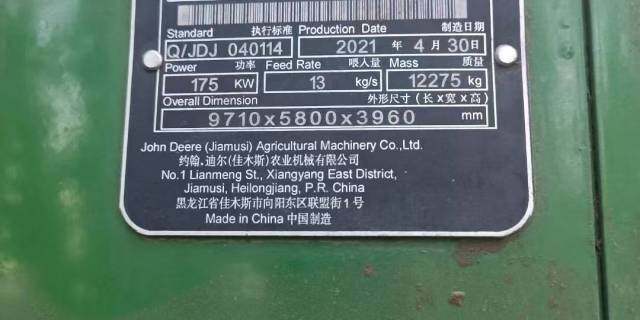 Standard 执行标准 Production Date 制造日期
Q/JDJ 040114 2021 年 4 月 30 日
Power 功率 Feed Rate 喂入量 Mass 质量
175 KW 13 kg/s 12275 kg
Overall Dimension 外形尺寸 (长x宽x高)
9710x5800x3960 mm
John Deere (Jiamusi) Agricultural Machinery Co.,Ltd.
约翰.迪尔(佳木斯)农业机械有限公司
No.1 Lianmeng St., Xiangyang East District,
Jiamusi, Heilongjiang, P.R. China
黑龙江省佳木斯市向阳东区联盟街1号
Made in China 中国制造